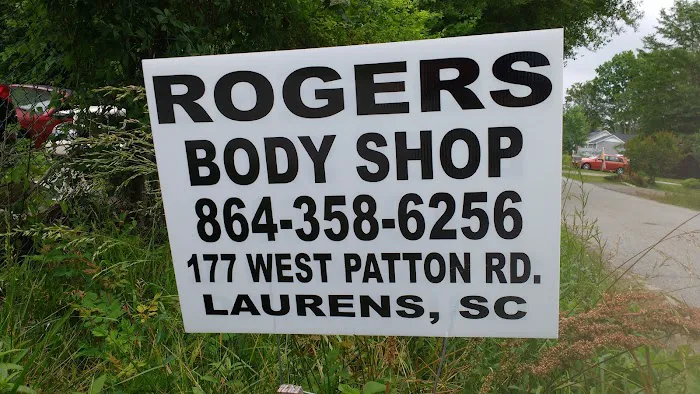 ROGERS
BODY SHOP
864-358-6256
177 WEST PATTON RD.
LAURENS, SC